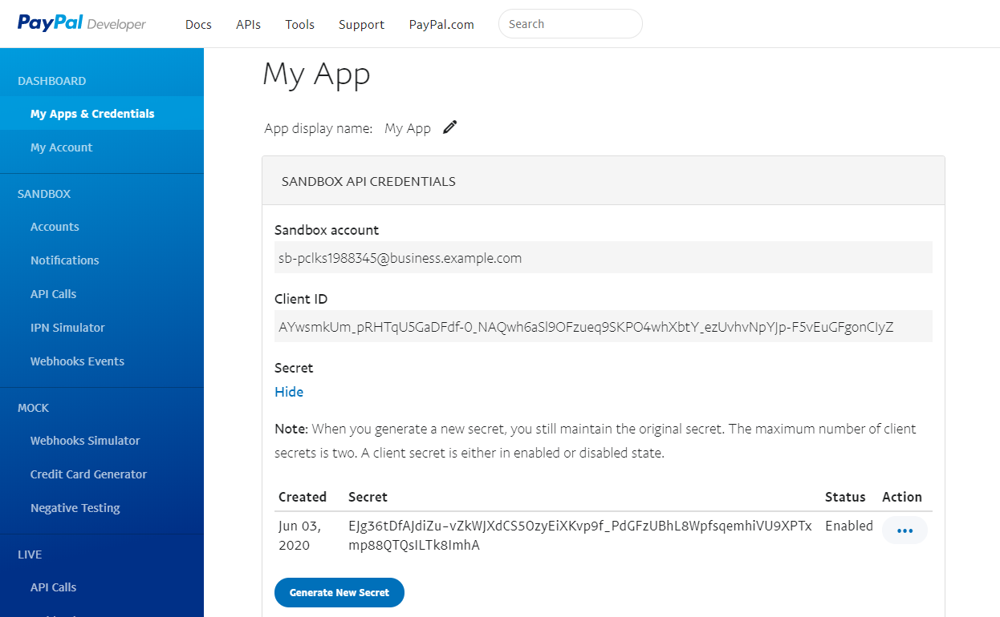 PayPal Developer
Docs
APIs
Tools
Support
PayPal.com
Search
DASHBOARD
My Apps & Credentials
My Account
SANDBOX
Accounts
Notifications
API Calls
IPN Simulator
Webhooks Events
MOCK
Webhooks Simulator
Credit Card Generator
Negative Testing
LIVE
API Calls
My App
App display name: My App
SANDBOX API CREDENTIALS
Sandbox account
sb-pclks1988345@business.example.com
Client ID
AYwsmkUm_pRHTqU5GaDFdf-0_NAQwh6aSl9OFzueq9SKPO4whXbtY_ezUvhvNpYJp-F5vEuGFgonCIyZ
Secret
Hide
Note: When you generate a new secret, you still maintain the original secret. The maximum number of client
secrets is two. A client secret is either in enabled or disabled state.
Created Secret Status Action
Jun 03, EJg36tDfAJdiZu-vZkWJXdCS5OzyEiXKvp9f_PdGFzUBhL8WpfsqemhiVU9XPTx Enabled
2020 mp88QTQsILTk8ImhA
Generate New Secret